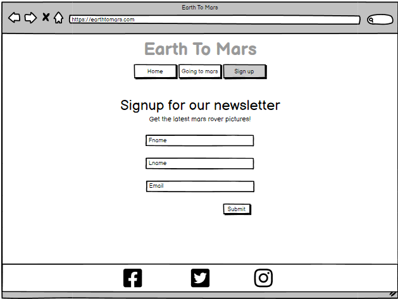 Earth To Mars
https://earthtomars.com
Earth To Mars
Home Going to mars Sign up
Signup for our newsletter
Get the latest mars rover pictures!
Fname
Lname
Email
Submit